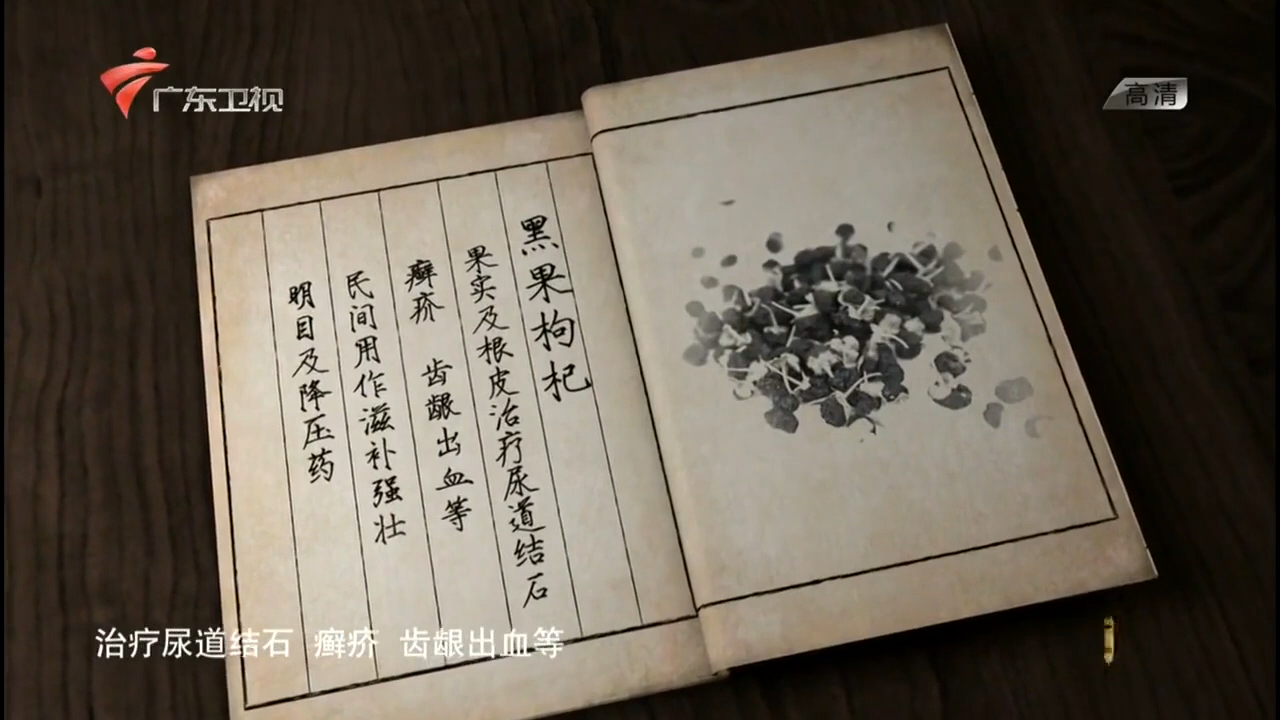 广东卫视
高清
黑果枸杞
果实及根皮治疗尿道结石
癣疥 齿龈出血等
民间用作滋补强壮
明目及降压药
治疗尿道结石 癣疥 齿龈出血等